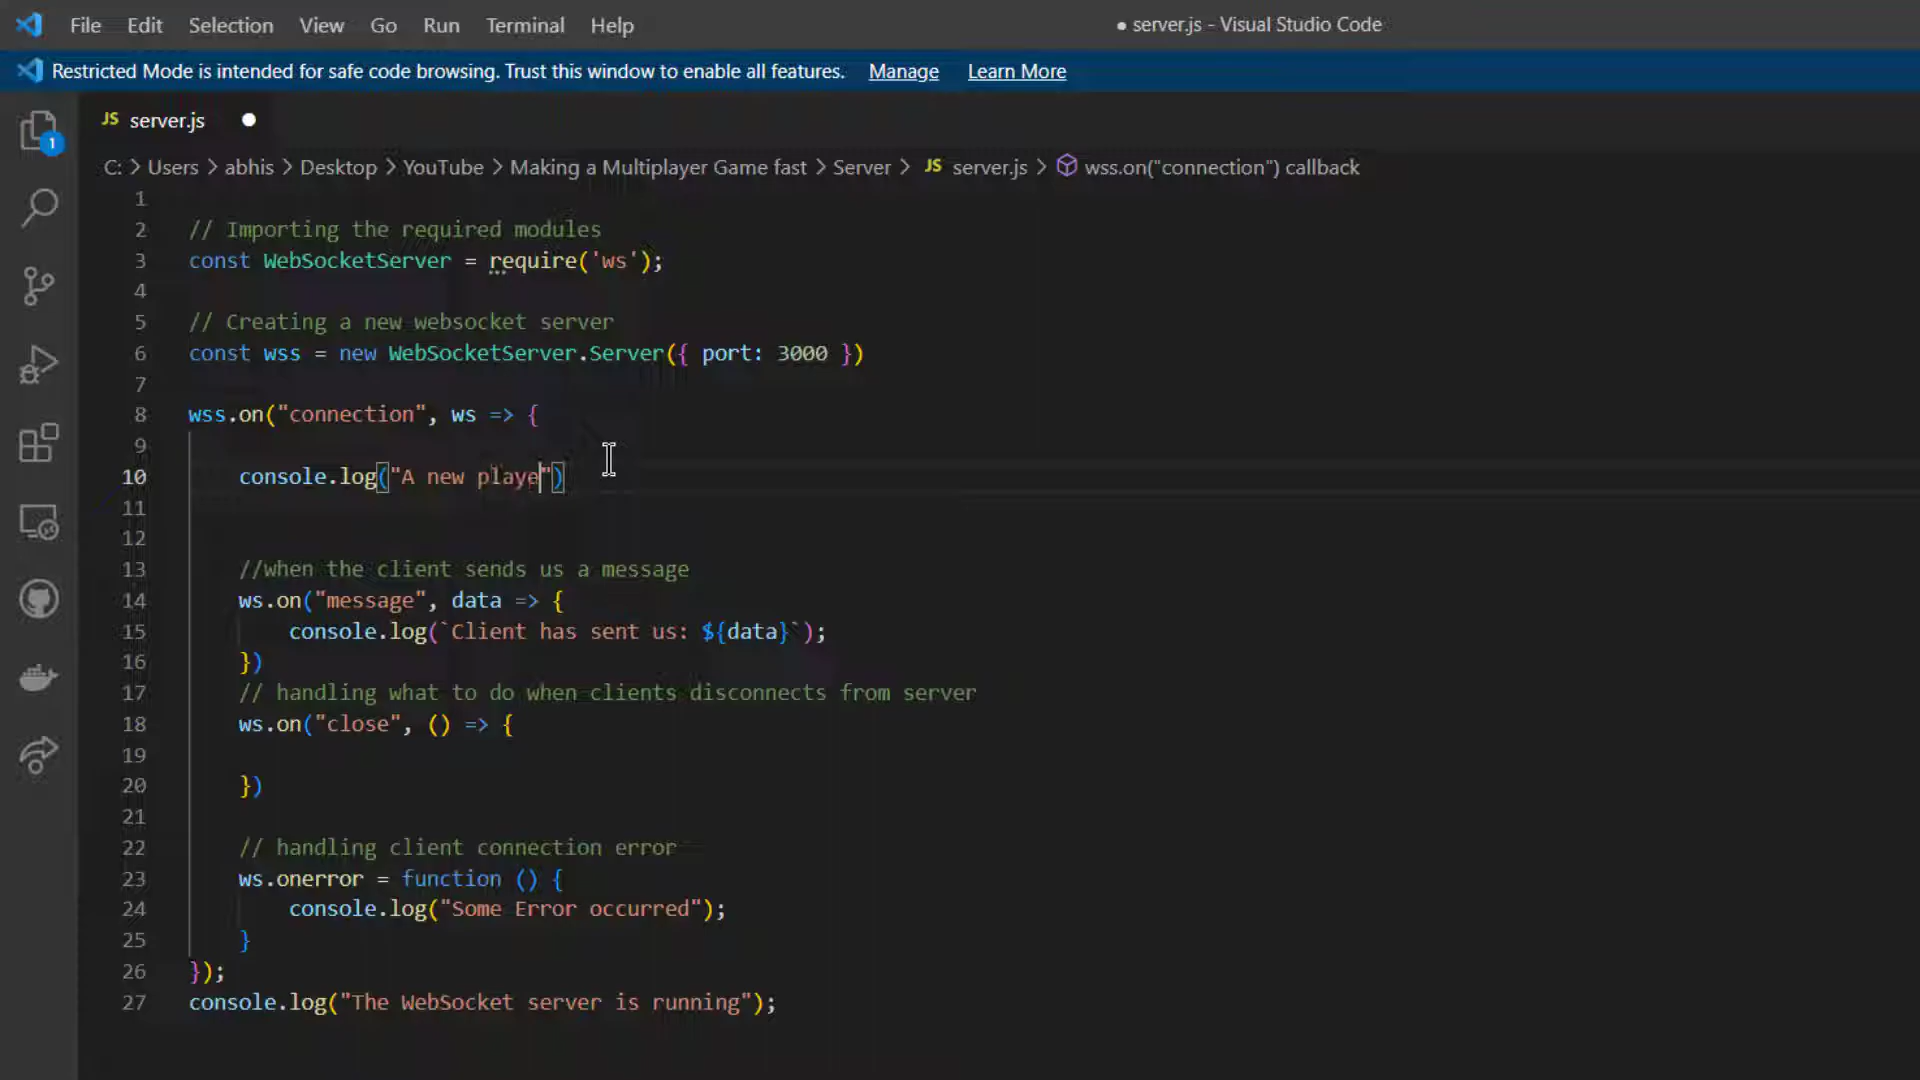 File Edit Selection View Go Run Terminal Help ● server.js - Visual Studio Code
Restricted Mode is intended for safe code browsing. Trust this window to enable all features. Manage Learn More
JS server.js ●
C: > Users > abhis > Desktop > YouTube > Making a Multiplayer Game fast > Server > JS server.js > wss.on("connection") callback
1
1
2 // Importing the required modules
3 const WebSocketServer = require('ws');
4
5 // Creating a new websocket server
6 const wss = new WebSocketServer.Server({ port: 3000 })
7
8 wss.on("connection", ws => {
9
10 console.log("A new playe")
11
12
13 //when the client sends us a message
14 ws.on("message", data => {
15 console.log(`Client has sent us: ${data}`);
16 })
17 // handling what to do when clients disconnects from server
18 ws.on("close", () => {
19
20 })
21
22 // handling client connection error
23 ws.onerror = function () {
24 console.log("Some Error occurred");
25 }
26 });
27 console.log("The WebSocket server is running");